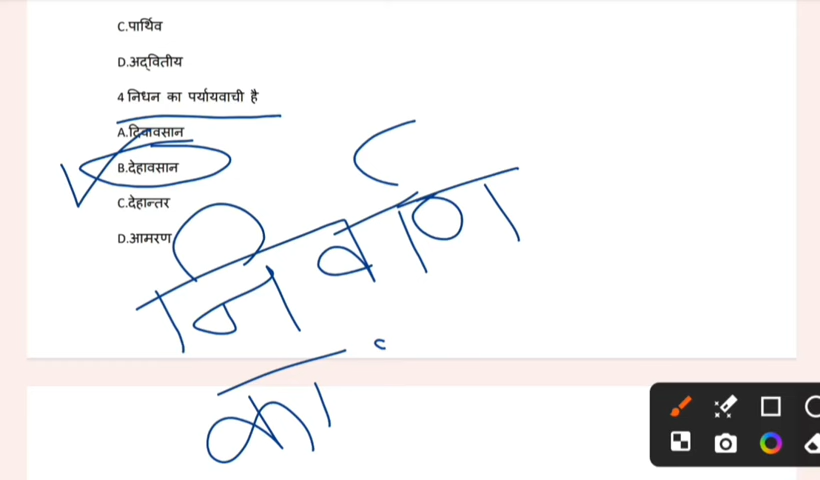 C.पार्थिव
D.अद्वितीय
4 निधन का पर्यायवाची है
A.दिवावसान
B.देहावसान
C.देहान्तर
D.आमरण
निर्वाण
का